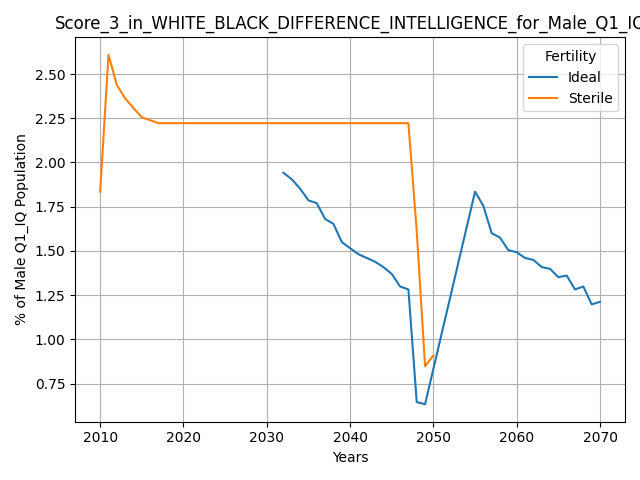 Score_3_in_WHITE_BLACK_DIFFERENCE_INTELLIGENCE_for_Male_Q1_IQ
Fertility
Ideal
Sterile
% of Male Q1_IQ Population
2.50
2.25
2.00
1.75
1.50
1.25
1.00
0.75
2010 2020 2030 2040 2050 2060 2070
Years